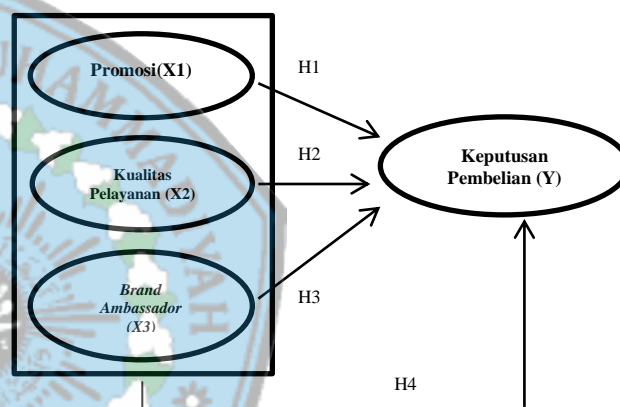 Promosi(X1)
H1
H2
Kualitas
Pelayanan (X2)
Keputusan
Pembelian (Y)
Brand
Ambassador
(X3)
H3
H4